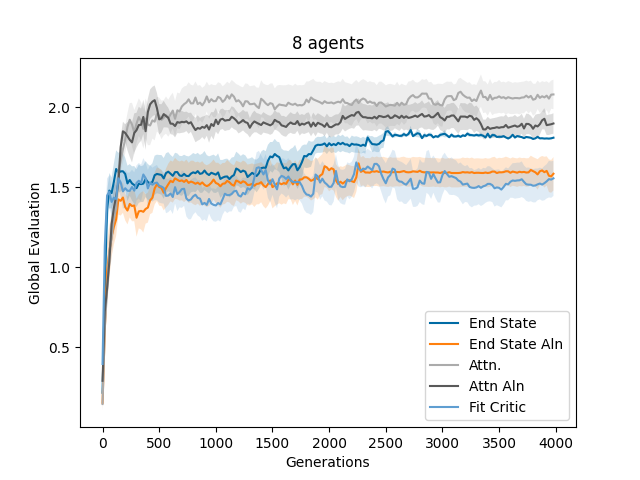 8 agents
Global Evaluation
2.0
1.5
1.0
0.5
End State
End State Aln
Attn.
Attn Aln
Fit Critic
0 500 1000 1500 2000 2500 3000 3500 4000
Generations